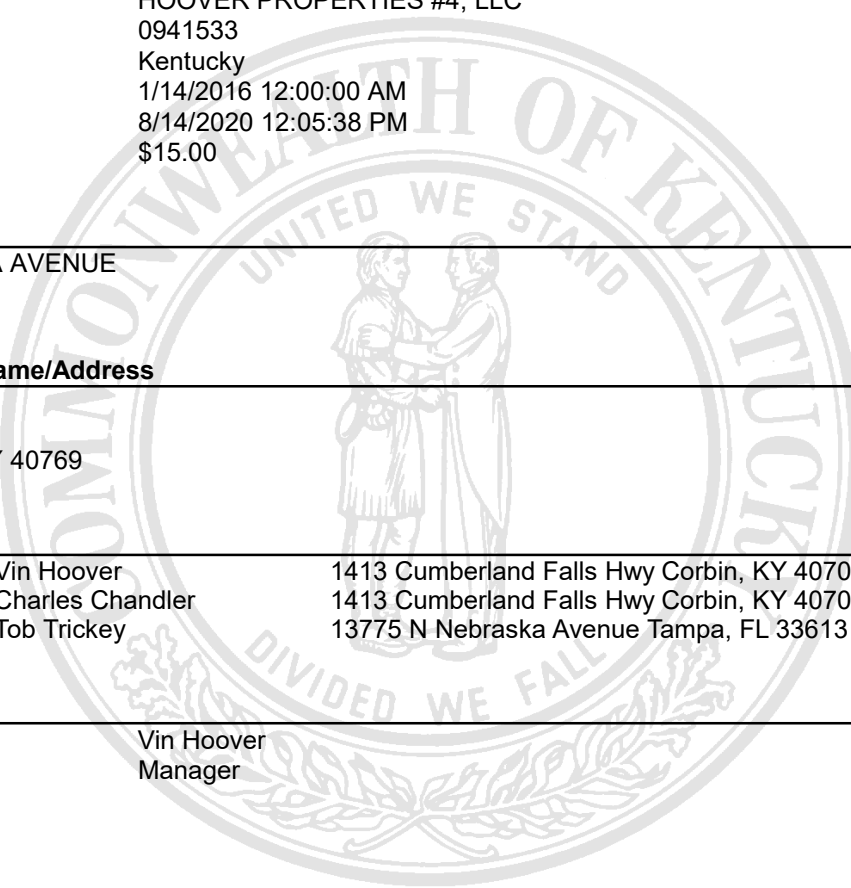 HOOVER PROPERTIES #4, LLC
0941533
Kentucky
1/14/2016 12:00:00 AM
8/14/2020 12:05:38 PM
$15.00
COMMONWEALTH OF KENTUCKY
UNITED WE STAND
A AVENUE
ame/Address
Y 40769
Vin Hoover 1413 Cumberland Falls Hwy Corbin, KY 4070
Charles Chandler 1413 Cumberland Falls Hwy Corbin, KY 4070
Tob Trickey 13775 N Nebraska Avenue Tampa, FL 33613
DIVIDED WE FALL
Vin Hoover
Manager